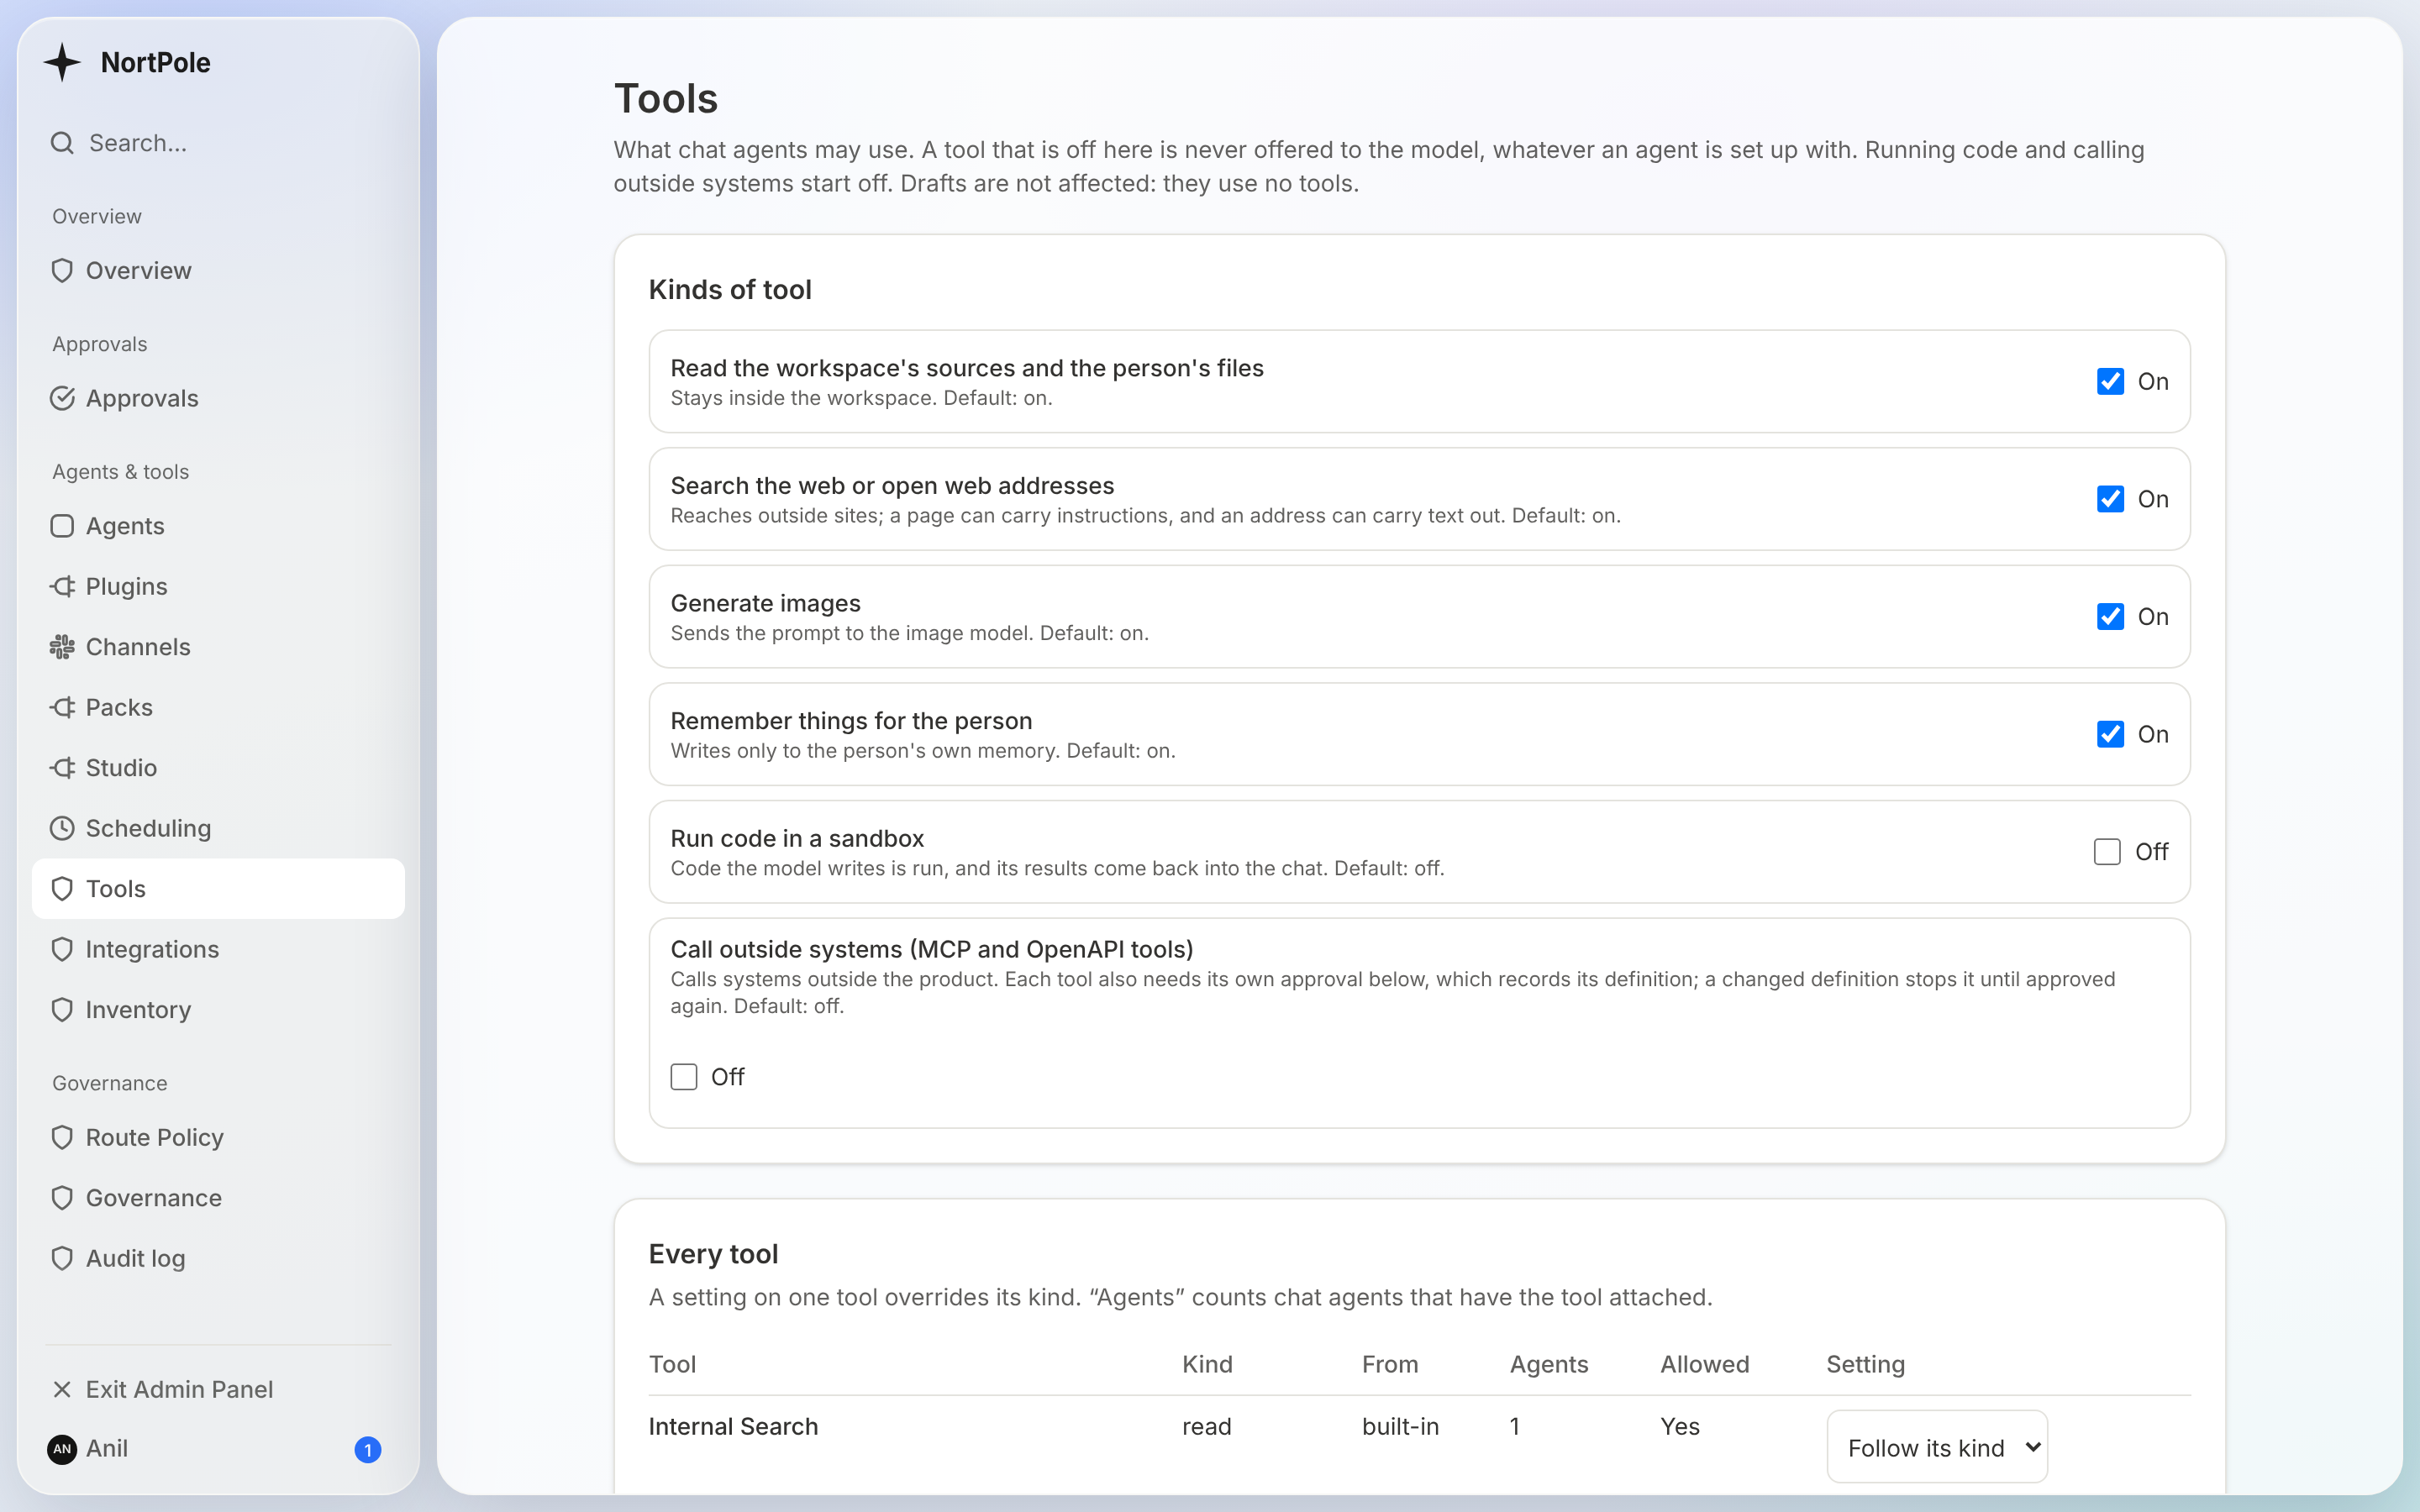 NortPole
Search...
Overview
Overview
Approvals
Approvals
Agents & tools
Agents
Plugins
Channels
Packs
Studio
Scheduling
Tools
Integrations
Inventory
Governance
Route Policy
Governance
Audit log
Exit Admin Panel
AN Anil 1
Tools
What chat agents may use. A tool that is off here is never offered to the model, whatever an agent is set up with. Running code and calling
outside systems start off. Drafts are not affected: they use no tools.
Kinds of tool
Read the workspace's sources and the person's files
Stays inside the workspace. Default: on.
On
Search the web or open web addresses
Reaches outside sites; a page can carry instructions, and an address can carry text out. Default: on.
On
Generate images
Sends the prompt to the image model. Default: on.
On
Remember things for the person
Writes only to the person's own memory. Default: on.
On
Run code in a sandbox
Code the model writes is run, and its results come back into the chat. Default: off.
Off
Call outside systems (MCP and OpenAPI tools)
Calls systems outside the product. Each tool also needs its own approval below, which records its definition; a changed definition stops it until approved
again. Default: off.
Off
Every tool
A setting on one tool overrides its kind. “Agents” counts chat agents that have the tool attached.
Tool Kind From Agents Allowed Setting
Internal Search read built-in 1 Yes Follow its kind